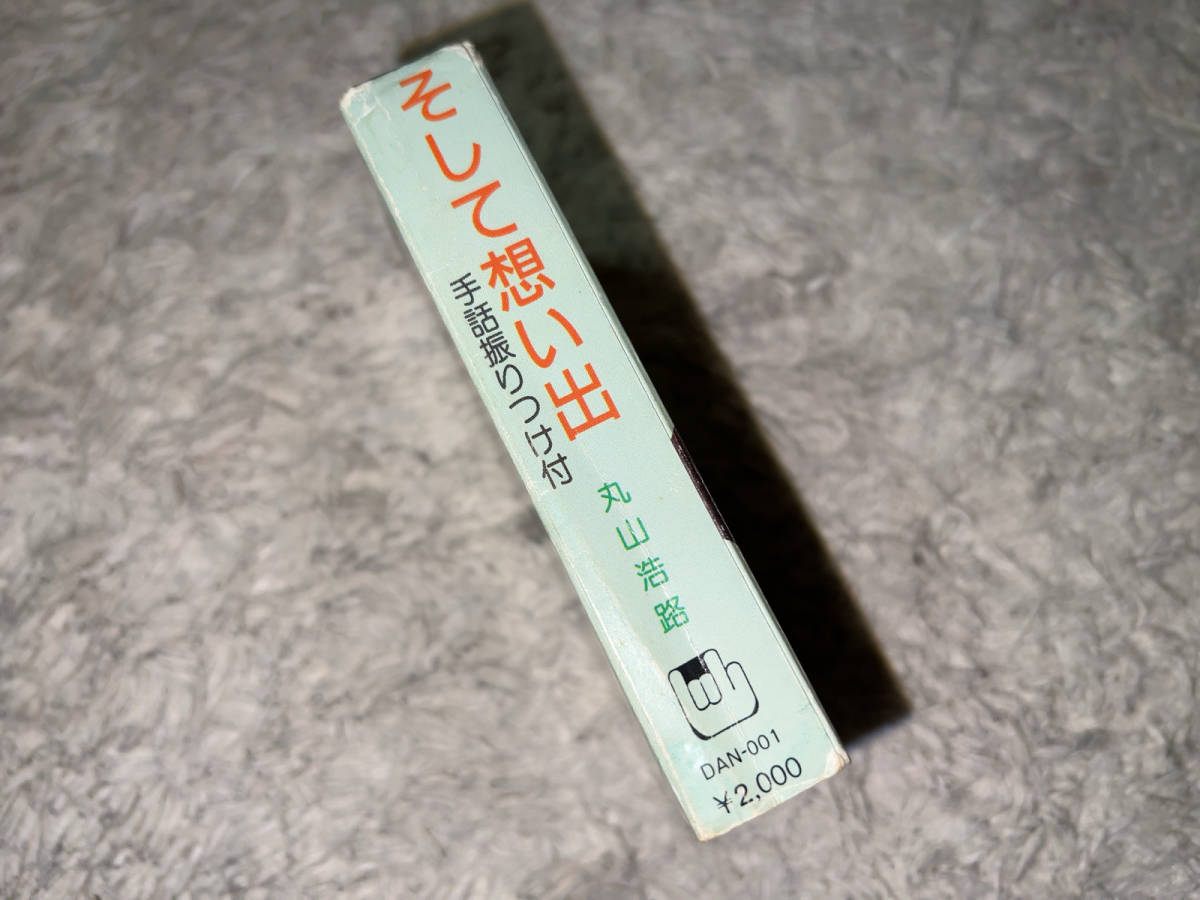 そして想い出
手話振りつけ付
丸山浩路
DAN-001
¥2,000